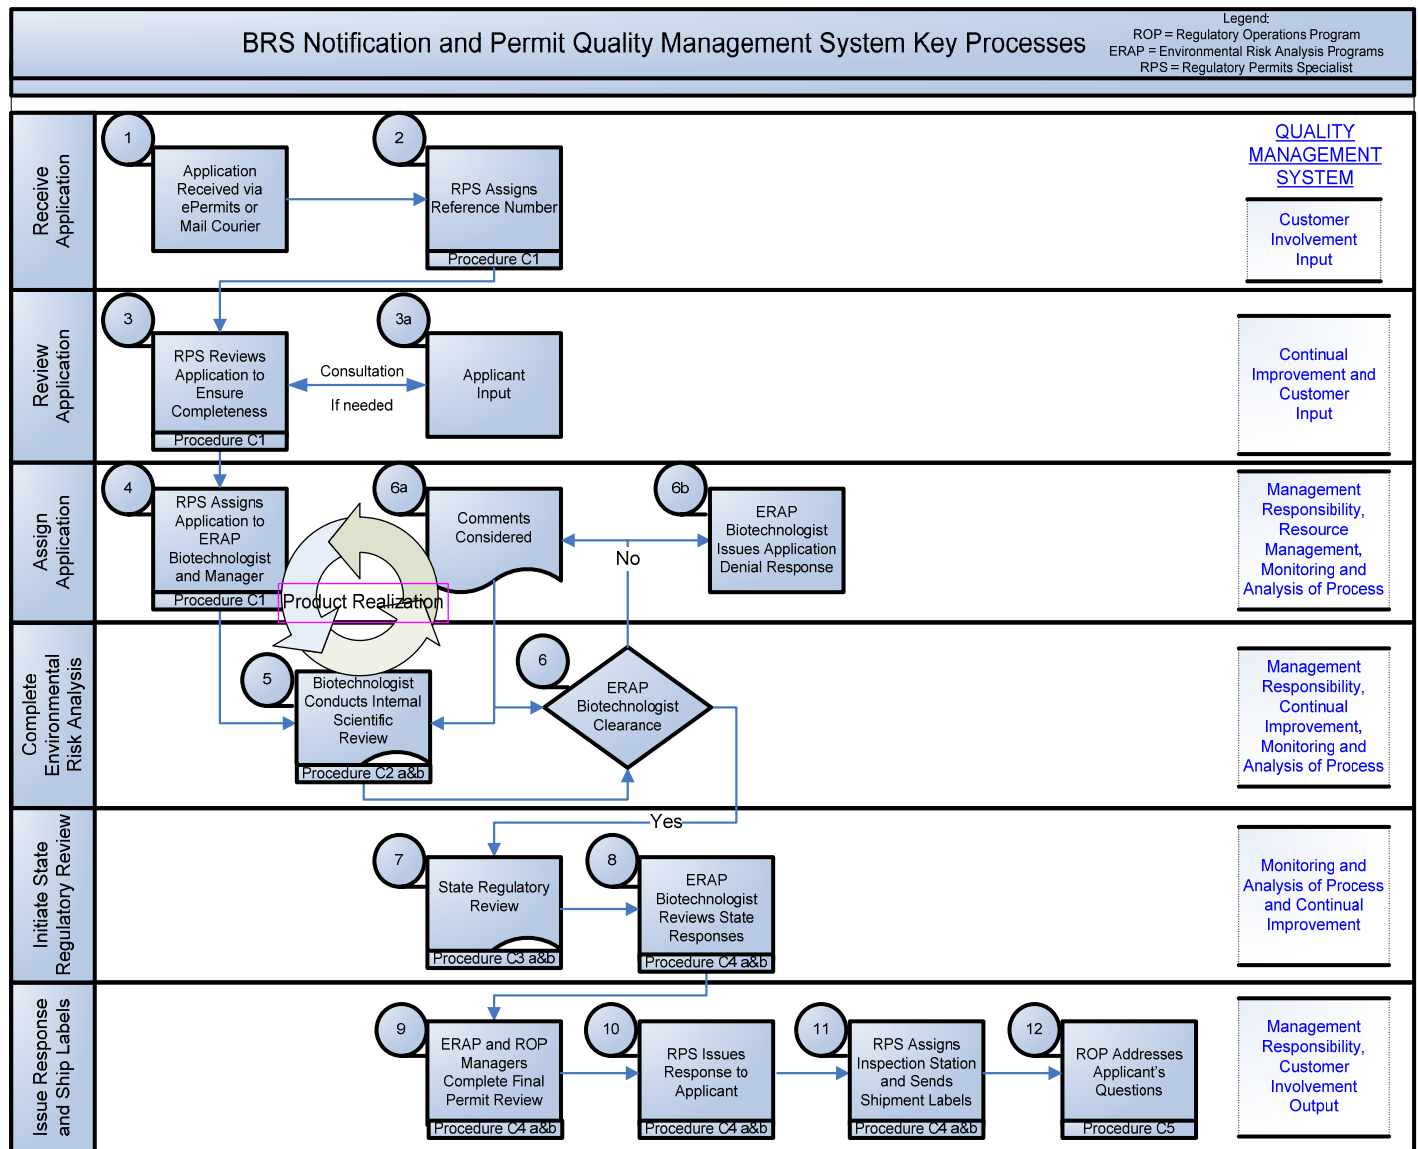 BRS Notification and Permit Quality Management System Key Processes
Legend:
ROP = Regulatory Operations Program
ERAP = Environmental Risk Analysis Programs
RPS = Regulatory Permits Specialist
Receive
Application
1
Application
Received via
ePermits or
Mail Courier
2
RPS Assigns
Reference Number
Procedure C1
QUALITY
MANAGEMENT
SYSTEM
Customer
Involvement
Input
Review
Application
3
RPS Reviews
Application to
Ensure
Completeness
Procedure C1
Consultation
If needed
3a
Applicant
Input
Continual
Improvement and
Customer
Input
Assign
Application
4
RPS Assigns
Application to
ERAP
Biotechnologist
and Manager
Procedure C1
Product Realization
6a
Comments
Considered
No
6b
ERAP
Biotechnologist
Issues Application
Denial Response
Management
Responsibility,
Resource
Management,
Monitoring and
Analysis of Process
Complete
Environmental
Risk Analysis
5
Biotechnologist
Conducts Internal
Scientific
Review
Procedure C2 a&b
6
ERAP
Biotechnologist
Clearance
Management
Responsibility,
Continual
Improvement,
Monitoring and
Analysis of Process
Initiate State
Regulatory Review
Yes
7
State Regulatory
Review
Procedure C3 a&b
8
ERAP
Biotechnologist
Reviews State
Responses
Procedure C4 a&b
Monitoring and
Analysis of Process
and Continual
Improvement
Issue Response
and Ship Labels
9
ERAP and ROP
Managers
Complete Final
Permit Review
Procedure C4 a&b
10
RPS Issues
Response to
Applicant
Procedure C4 a&b
11
RPS Assigns
Inspection Station
and Sends
Shipment Labels
Procedure C4 a&b
12
ROP Addresses
Applicant's
Questions
Procedure C5
Management
Responsibility,
Customer
Involvement
Output